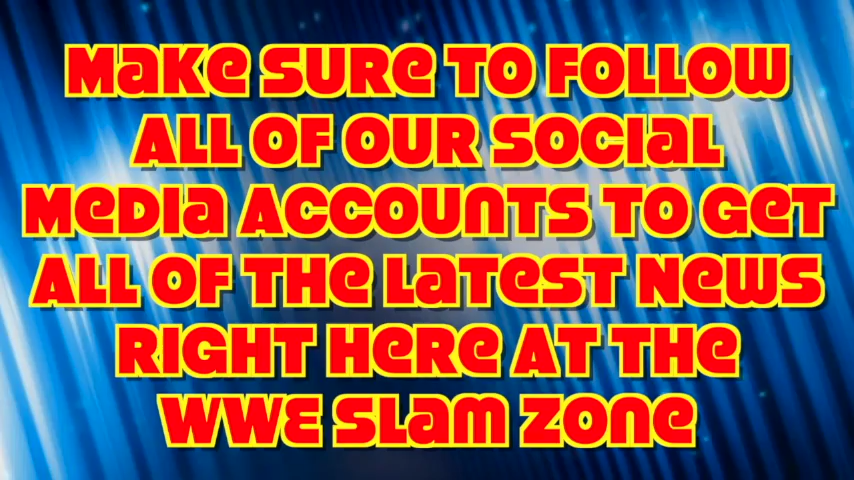 Make SURE TO FOLLOW
ALL OF OUR SOCIaL
MeDIa ACCOUNTS TO GeT
ALL OF THe LaTeST NewS
RIGHT HeRe AT THe
WWE SLaM ZONe